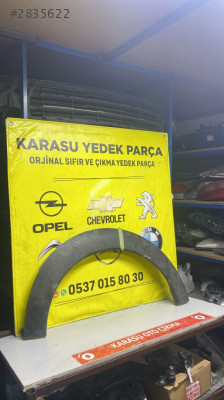 #2835622
KARASU YEDEK PARÇA
ORJİNAL SIFIR VE ÇIKMA YEDEK PARÇA
OPEL
CHEVROLET
0537 015 80 30
KARASU OTO ÇIKMA